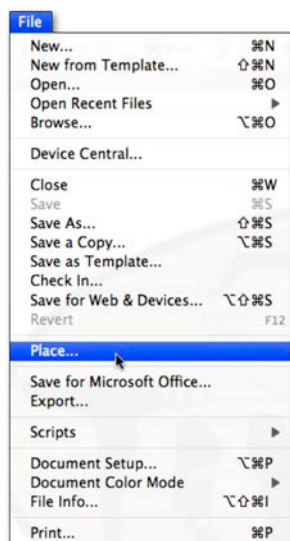 File
New... ⌘N
New from Template... ⇧⌘N
Open... ⌘O
Open Recent Files ▶
Browse... ⌥⌘O
Device Central...
Close ⌘W
Save ⌘S
Save As... ⇧⌘S
Save a Copy... ⌥⌘S
Save as Template...
Check In...
Save for Web & Devices... ⌥⇧⌘S
Revert F12
Place...
Save for Microsoft Office...
Export...
Scripts ▶
Document Setup... ⌥⌘P
Document Color Mode ▶
File Info... ⌥⇧⌘I
Print... ⌘P